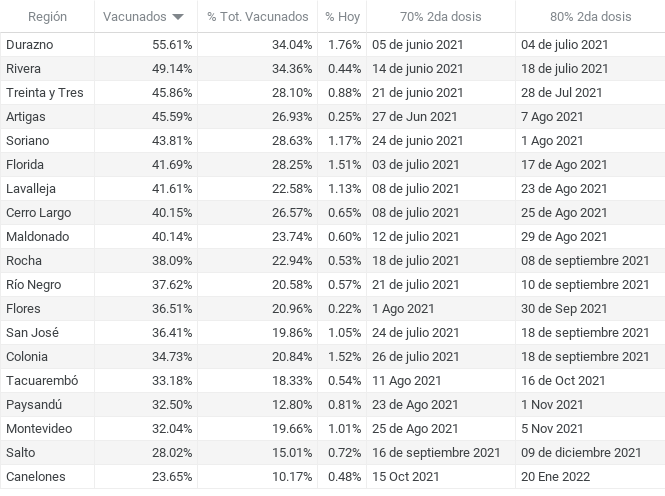 Región Vacunados % Tot. Vacunados % Hoy 70% 2da dosis 80% 2da dosis
Durazno 55.61% 34.04% 1.76% 05 de junio 2021 04 de julio 2021
Rivera 49.14% 34.36% 0.44% 14 de junio 2021 18 de julio 2021
Treinta y Tres 45.86% 28.10% 0.88% 21 de junio 2021 28 de Jul 2021
Artigas 45.59% 26.93% 0.25% 27 de Jun 2021 7 Ago 2021
Soriano 43.81% 28.63% 1.17% 24 de junio 2021 1 Ago 2021
Florida 41.69% 28.25% 1.51% 03 de julio 2021 17 de Ago 2021
Lavalleja 41.61% 22.58% 1.13% 08 de julio 2021 23 de Ago 2021
Cerro Largo 40.15% 26.57% 0.65% 08 de julio 2021 25 de Ago 2021
Maldonado 40.14% 23.74% 0.60% 12 de julio 2021 29 de Ago 2021
Rocha 38.09% 22.94% 0.53% 18 de julio 2021 08 de septiembre 2021
Río Negro 37.62% 20.58% 0.57% 21 de julio 2021 10 de septiembre 2021
Flores 36.51% 20.96% 0.22% 1 Ago 2021 30 de Sep 2021
San José 36.41% 19.86% 1.05% 24 de julio 2021 18 de septiembre 2021
Colonia 34.73% 20.84% 1.52% 26 de julio 2021 18 de septiembre 2021
Tacuarembó 33.18% 18.33% 0.54% 11 Ago 2021 16 de Oct 2021
Paysandú 32.50% 12.80% 0.81% 23 de Ago 2021 1 Nov 2021
Montevideo 32.04% 19.66% 1.01% 25 de Ago 2021 5 Nov 2021
Salto 28.02% 15.01% 0.72% 16 de septiembre 2021 09 de diciembre 2021
Canelones 23.65% 10.17% 0.48% 15 Oct 2021 20 Ene 2022